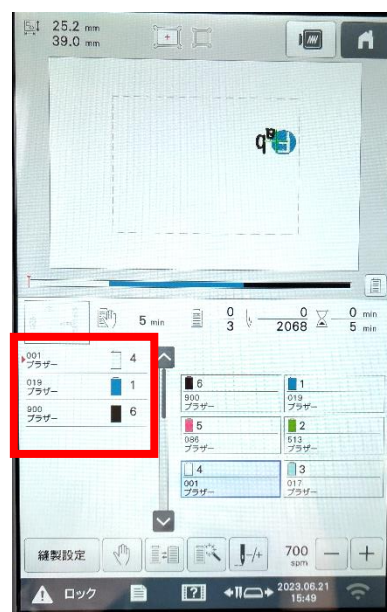 25.2 mm
39.0 mm
ab
5 min
0
3
0
2068
0 min
5 min
001
ブラザー
4
019
ブラザー
1
900
ブラザー
6
6
900
ブラザー
1
019
ブラザー
5
086
ブラザー
2
513
ブラザー
4
001
ブラザー
3
017
ブラザー
縫製設定
-/+
700
spm
−
+
ロック
?
2023.06.21
15:49